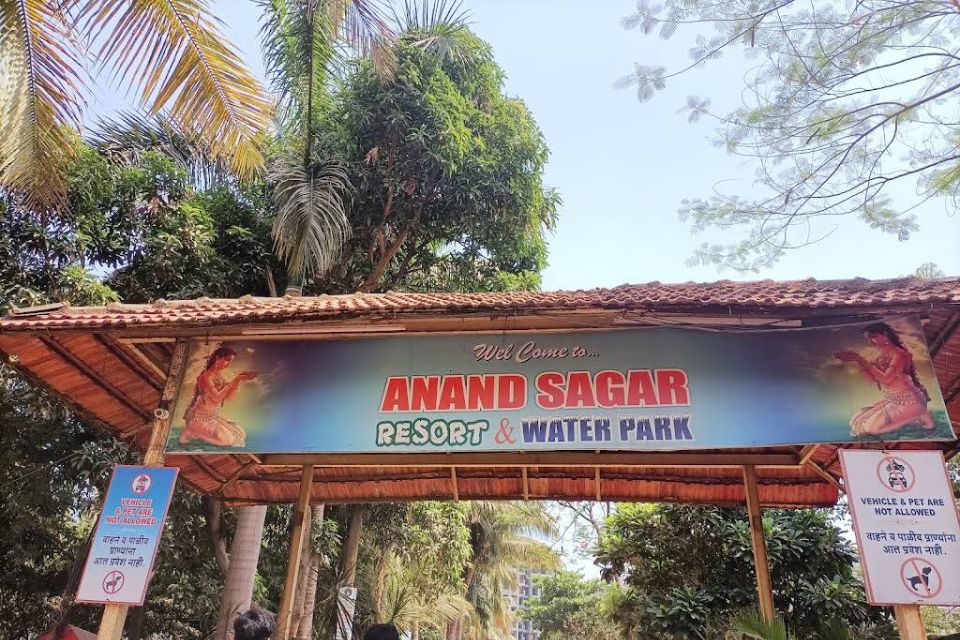 Wel Come to...
ANAND SAGAR
RESORT & WATER PARK
VEHICLE & PET ARE
NOT ALLOWED
वाहने व पाळीव
प्राण्यांना
आत प्रवेश नाही.
VEHICLE & PET ARE
NOT ALLOWED
वाहने व पाळीव
प्राण्यांना
आत प्रवेश नाही.